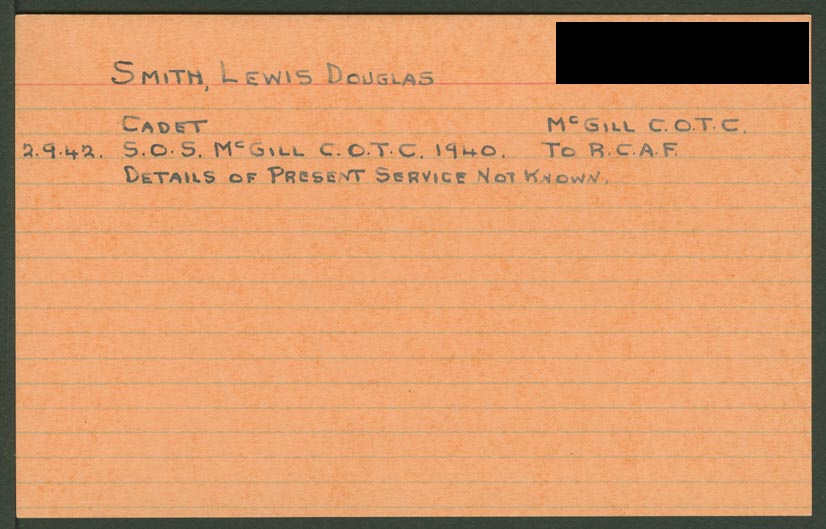 SMITH, LEWIS DOUGLAS
CADET McGILL C.O.T.C.
2.9.42. S.O.S. McGILL C.O.T.C. 1940. TO R.C.A.F.
DETAILS OF PRESENT SERVICE NOT KNOWN.